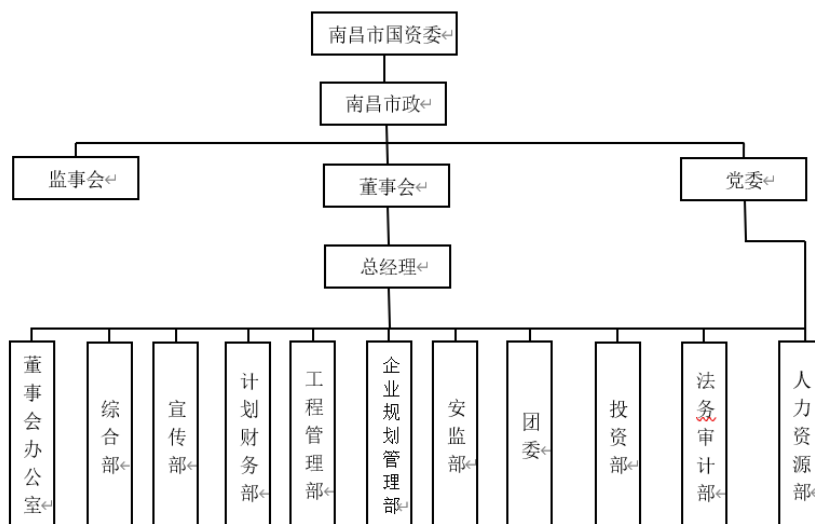 南昌市国资委
南昌市政
监事会
董事会
党委
总经理
董事会办公室
综合部
宣传部
计划财务部
工程管理部
企业规划管理部
安监部
团委
投资部
法务审计部
人力资源部